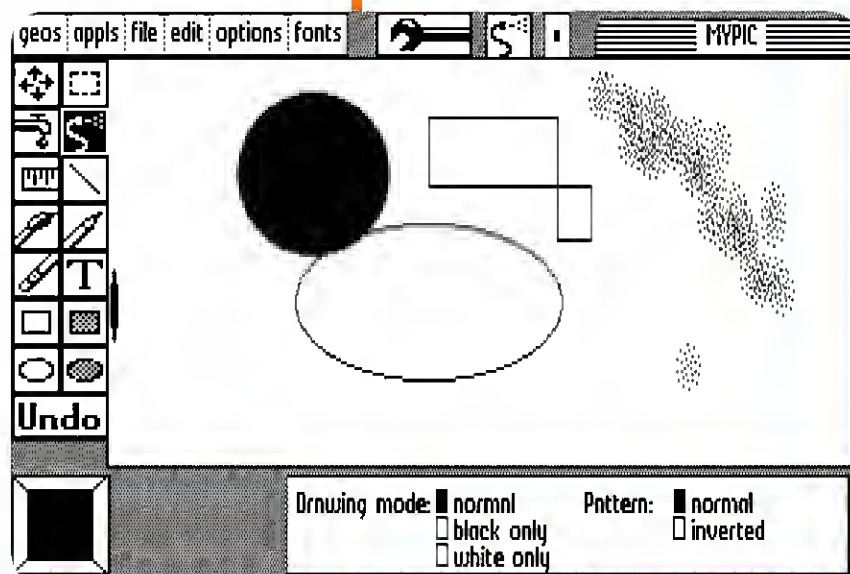 geos appls file edit options fonts MYPIC
T
Undo
Drawing mode: normal Pattern: normal
black only inverted
white only